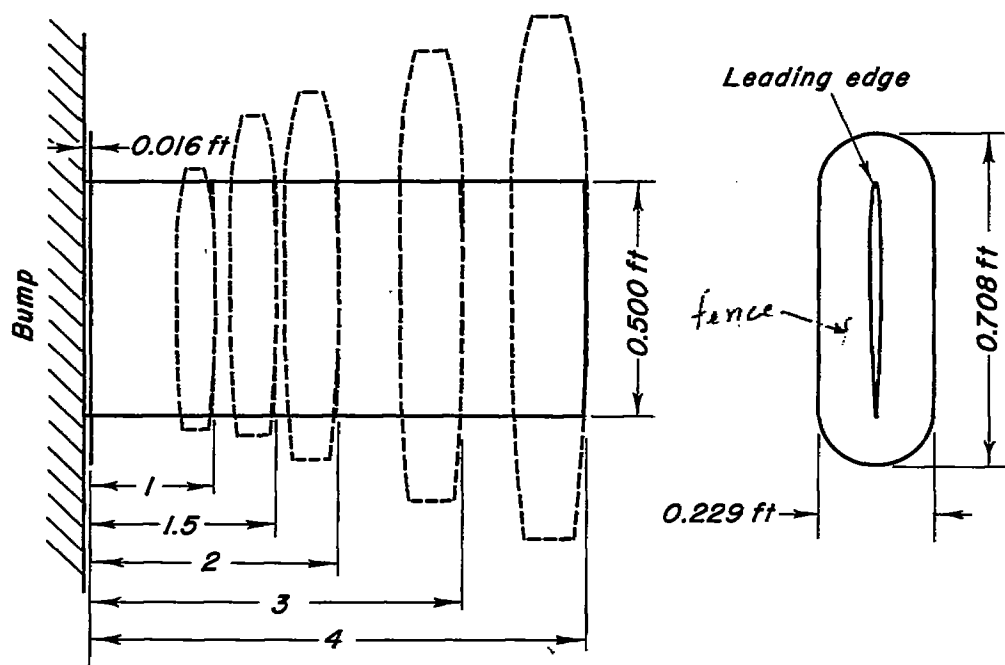 Leading edge
0.016 ft
Bump
0.500 ft
fence
0.708 ft
0.229 ft
1
1.5
2
3
4